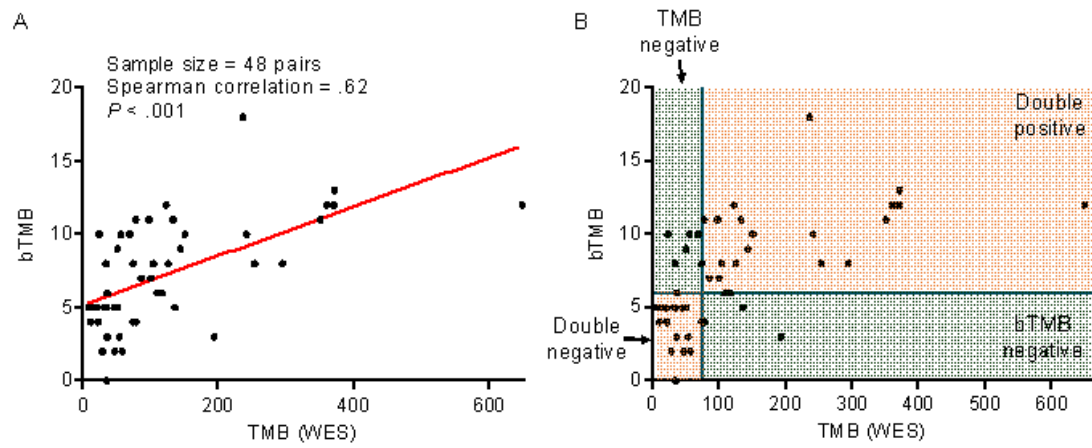 A
Sample size = 48 pairs
Spearman correlation = .62
P < .001
20
15
10
5
0
bTMB
0
200
400
600
TMB (WES)
B
TMB
negative
Double
positive
20
15
10
5
0
bTMB
Double
negative
bTMB
negative
0
100
200
300
400
500
600
TMB (WES)